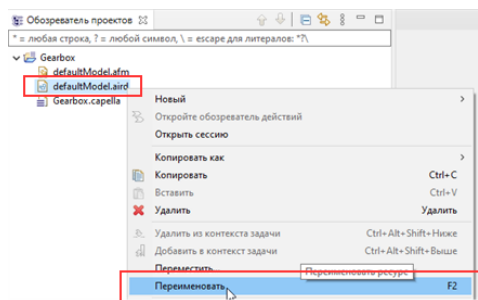 Обозреватель проектов
* = любая строка, ? = любой символ, \ = escape для литералов: *?\
Gearbox
defaultModel.afm
defaultModel.aird
Gearbox.capella
Новый >
Откройте обозреватель действий
Открыть сессию
Копировать как >
Копировать Ctrl+C
Вставить Ctrl+V
Удалить Удалить
Удалить из контекста задачи Ctrl+Alt+Shift+Ниже
Добавить в контекст задачи Ctrl+Alt+Shift+Выше
Переместить...
Переименовать ресурс
Переименовать F2